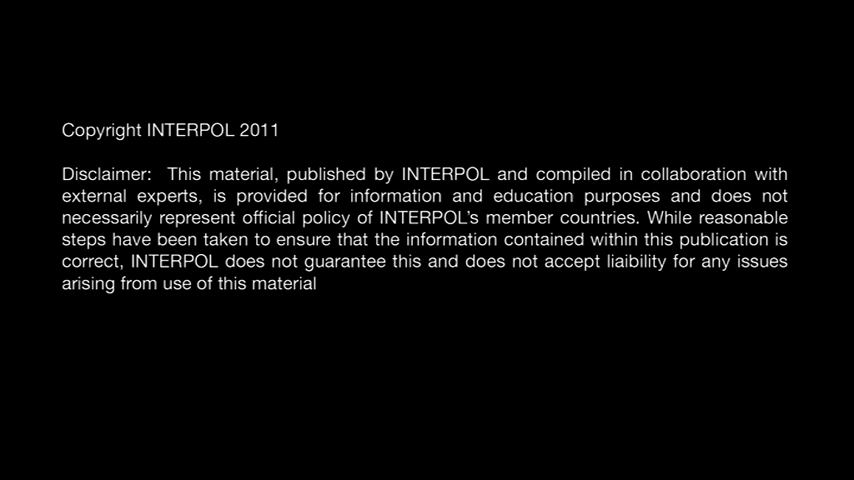 Copyright INTERPOL 2011
Disclaimer: This material, published by INTERPOL and compiled in collaboration with
external experts, is provided for information and education purposes and does not
necessarily represent official policy of INTERPOL's member countries. While reasonable
steps have been taken to ensure that the information contained within this publication is
correct, INTERPOL does not guarantee this and does not accept liaibility for any issues
arising from use of this material